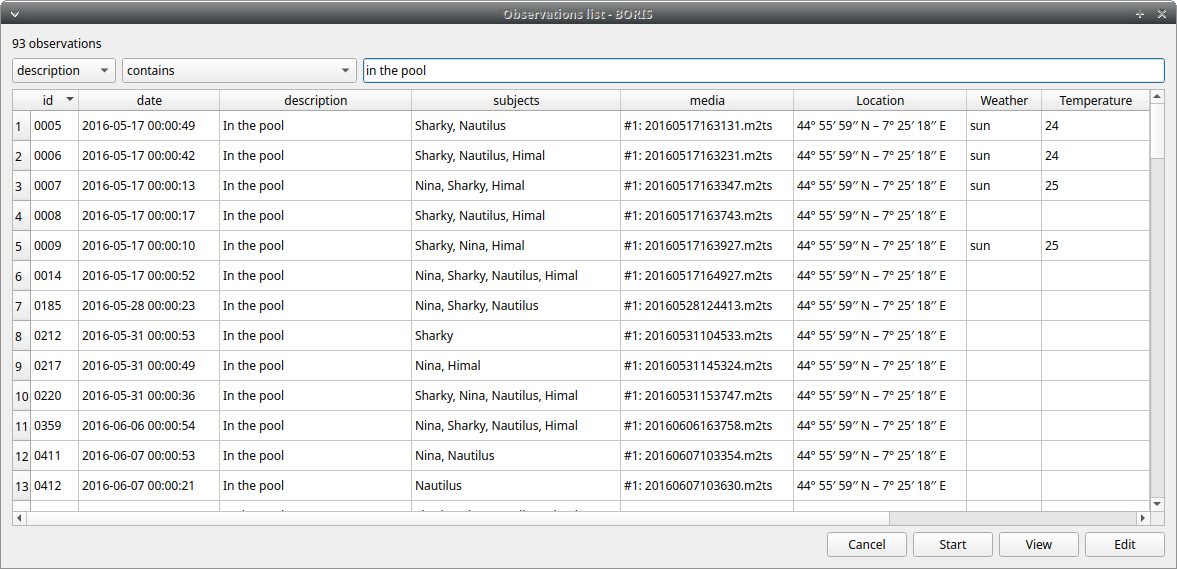 Observations list - BORIS
93 observations
description contains in the pool
id date description subjects media Location Weather Temperature
1 0005 2016-05-17 00:00:49 In the pool Sharky, Nautilus #1: 20160517163131.m2ts 44° 55′ 59″ N – 7° 25′ 18″ E sun 24
2 0006 2016-05-17 00:00:42 In the pool Sharky, Nautilus, Himal #1: 20160517163231.m2ts 44° 55′ 59″ N – 7° 25′ 18″ E sun 24
3 0007 2016-05-17 00:00:13 In the pool Nina, Sharky, Himal #1: 20160517163347.m2ts 44° 55′ 59″ N – 7° 25′ 18″ E sun 25
4 0008 2016-05-17 00:00:17 In the pool Sharky, Nautilus, Himal #1: 20160517163743.m2ts 44° 55′ 59″ N – 7° 25′ 18″ E
5 0009 2016-05-17 00:00:10 In the pool Sharky, Nina, Himal #1: 20160517163927.m2ts 44° 55′ 59″ N – 7° 25′ 18″ E sun 25
6 0014 2016-05-17 00:00:52 In the pool Nina, Sharky, Nautilus, Himal #1: 20160517164927.m2ts 44° 55′ 59″ N – 7° 25′ 18″ E
7 0185 2016-05-28 00:00:23 In the pool Nina, Sharky, Nautilus #1: 20160528124413.m2ts 44° 55′ 59″ N – 7° 25′ 18″ E
8 0212 2016-05-31 00:00:53 In the pool Sharky #1: 20160531104533.m2ts 44° 55′ 59″ N – 7° 25′ 18″ E
9 0217 2016-05-31 00:00:49 In the pool Nina, Himal #1: 20160531145324.m2ts 44° 55′ 59″ N – 7° 25′ 18″ E
10 0220 2016-05-31 00:00:36 In the pool Sharky, Nina, Nautilus, Himal #1: 20160531153747.m2ts 44° 55′ 59″ N – 7° 25′ 18″ E
11 0359 2016-06-06 00:00:54 In the pool Nina, Sharky, Nautilus, Himal #1: 20160606163758.m2ts 44° 55′ 59″ N – 7° 25′ 18″ E
12 0411 2016-06-07 00:00:53 In the pool Nina, Nautilus #1: 20160607103354.m2ts 44° 55′ 59″ N – 7° 25′ 18″ E
13 0412 2016-06-07 00:00:21 In the pool Nautilus #1: 20160607103630.m2ts 44° 55′ 59″ N – 7° 25′ 18″ E
Cancel Start View Edit